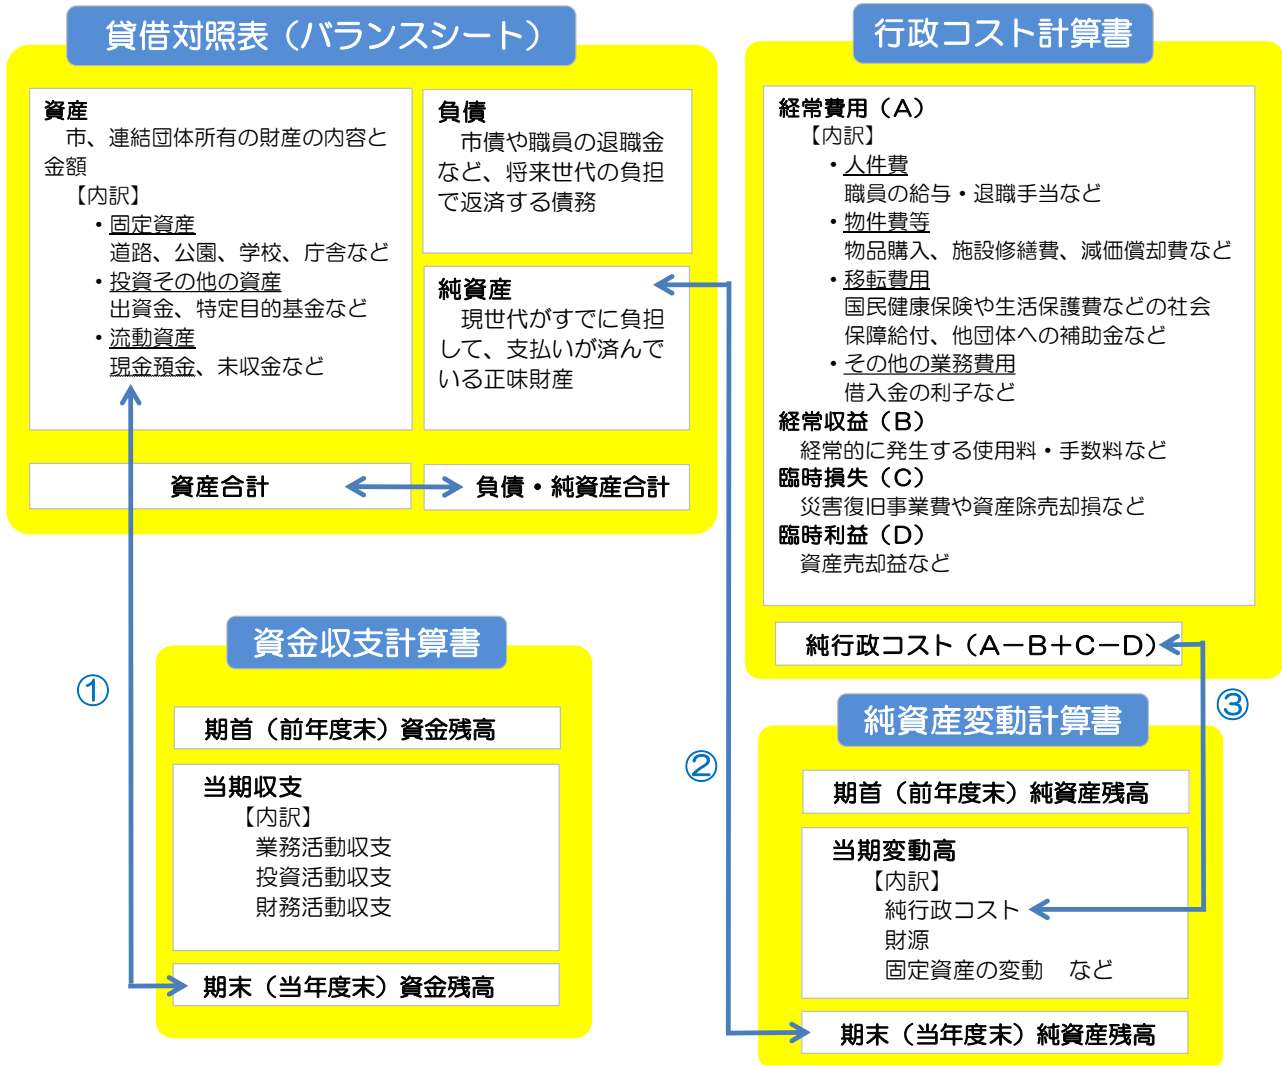 貸借対照表（バランスシート）
資産
市、連結団体所有の財産の内容と
金額
【内訳】
・固定資産
道路、公園、学校、庁舎など
・投資その他の資産
出資金、特定目的基金など
・流動資産
現金預金、未収金など
負債
市債や職員の退職金
など、将来世代の負担
で返済する債務
純資産
現世代がすでに負担
して、支払いが済んで
いる正味財産
資産合計
負債・純資産合計
行政コスト計算書
経常費用（A）
【内訳】
・人件費
職員の給与・退職手当など
・物件費等
物品購入、施設修繕費、減価償却費など
・移転費用
国民健康保険や生活保護費などの社会
保障給付、他団体への補助金など
・その他の業務費用
借入金の利子など
経常収益（B）
経常的に発生する使用料・手数料など
臨時損失（C）
災害復旧事業費や資産除売却損など
臨時利益（D）
資産売却益など
純行政コスト（A－B＋C－D）
①
資金収支計算書
期首（前年度末）資金残高
当期収支
【内訳】
業務活動収支
投資活動収支
財務活動収支
期末（当年度末）資金残高
②
③
純資産変動計算書
期首（前年度末）純資産残高
当期変動高
【内訳】
純行政コスト
財源
固定資産の変動　など
期末（当年度末）純資産残高